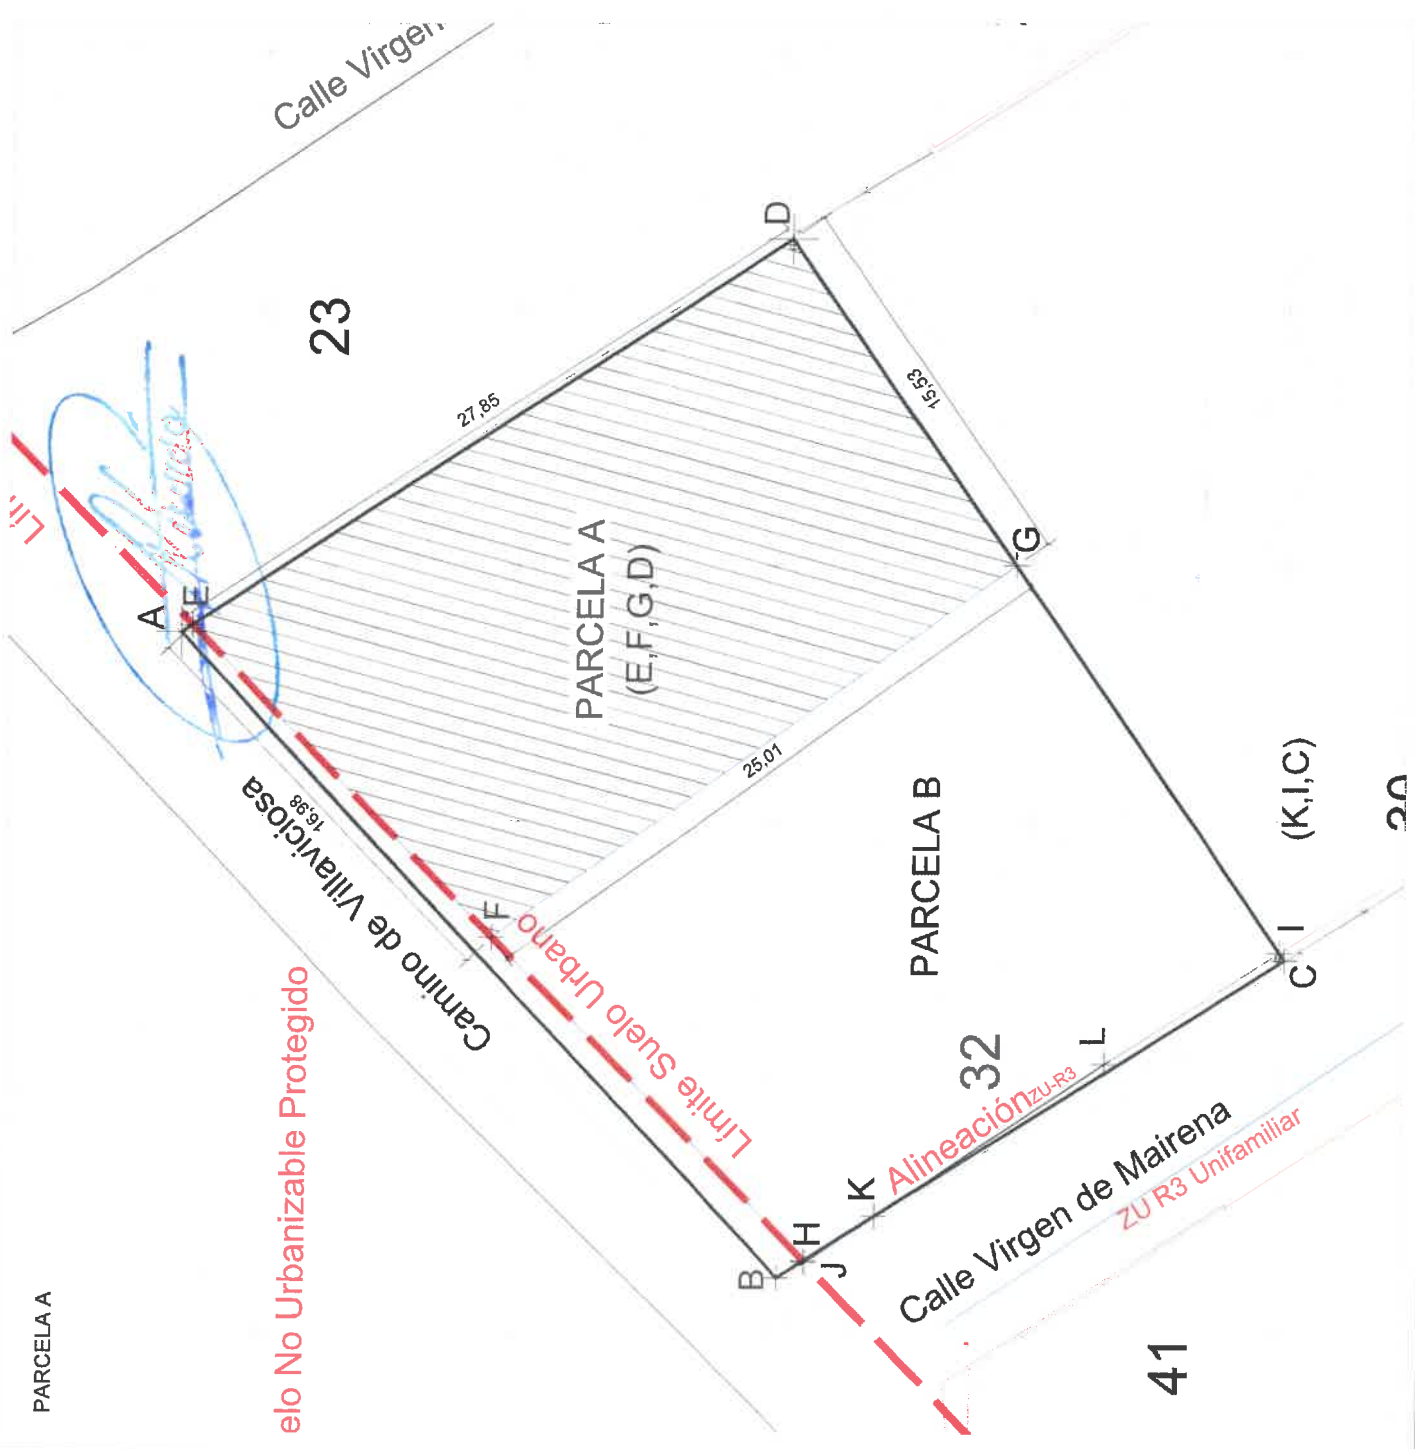 PARCELA A
elo No Urbanizable Protegido
Calle Virgen
23
Lí
A
E
D
27,85
15,53
PARCELA A
(E,F,G,D)
16,98
Camino de Villaviciosa
25,01
F
G
Límite Suelo Urbano
PARCELA B
32
(K,I,C)
L
I
C
B
H
J
K
Alineación ZU-R3
Calle Virgen de Mairena
ZU R3 Unifamiliar
41